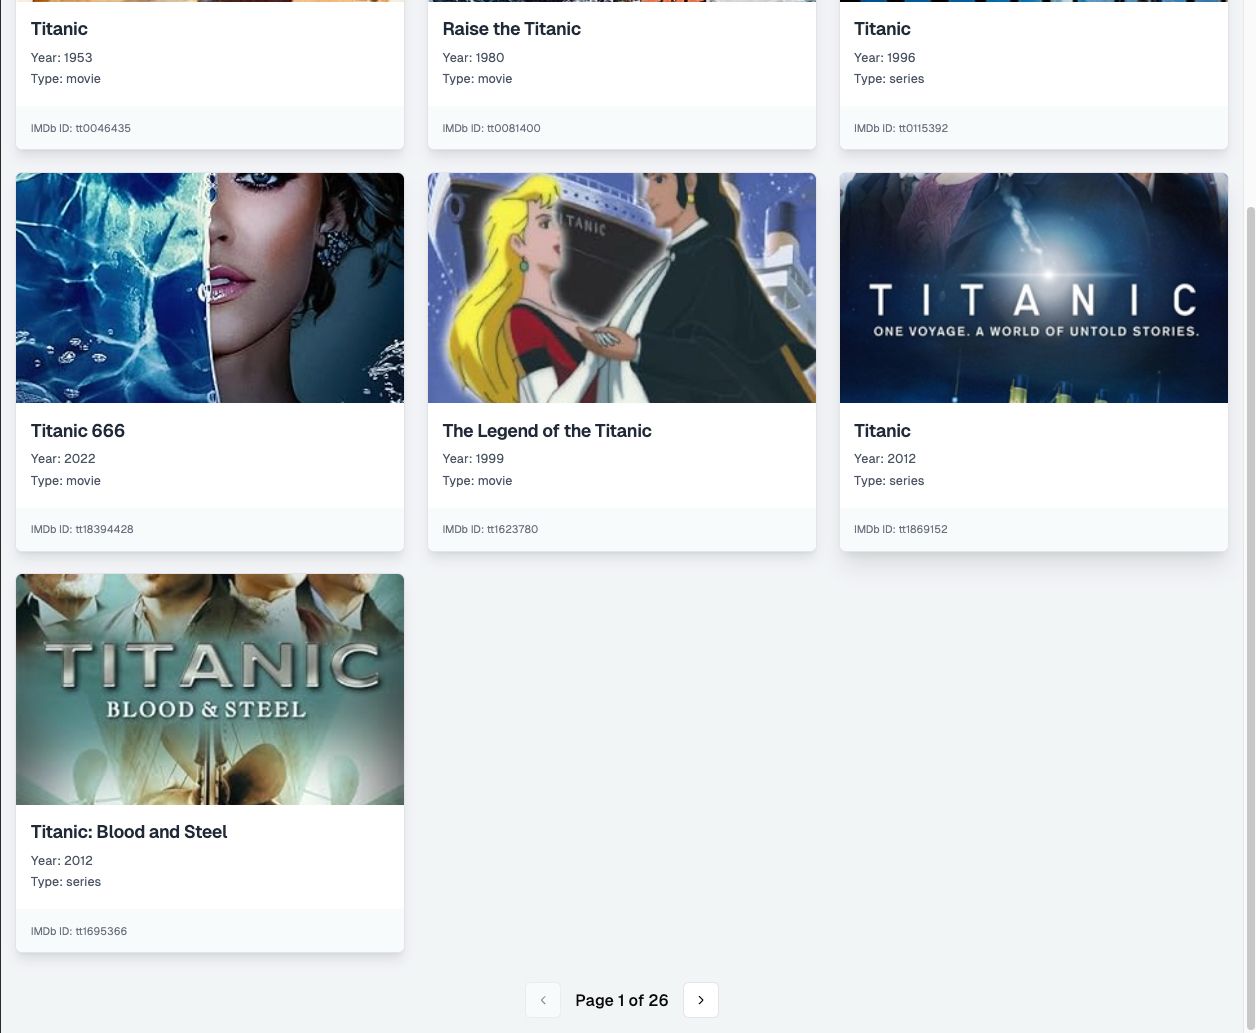 Titanic
Year: 1953
Type: movie
IMDb ID: tt0046435
Raise the Titanic
Year: 1980
Type: movie
IMDb ID: tt0081400
Titanic
Year: 1996
Type: series
IMDb ID: tt0115392
Titanic 666
Year: 2022
Type: movie
IMDb ID: tt18394428
TITANIC
The Legend of the Titanic
Year: 1999
Type: movie
IMDb ID: tt1623780
TITANIC
ONE VOYAGE. A WORLD OF UNTOLD STORIES.
Titanic
Year: 2012
Type: series
IMDb ID: tt1869152
TITANIC
BLOOD & STEEL
Titanic: Blood and Steel
Year: 2012
Type: series
IMDb ID: tt1695366
Page 1 of 26